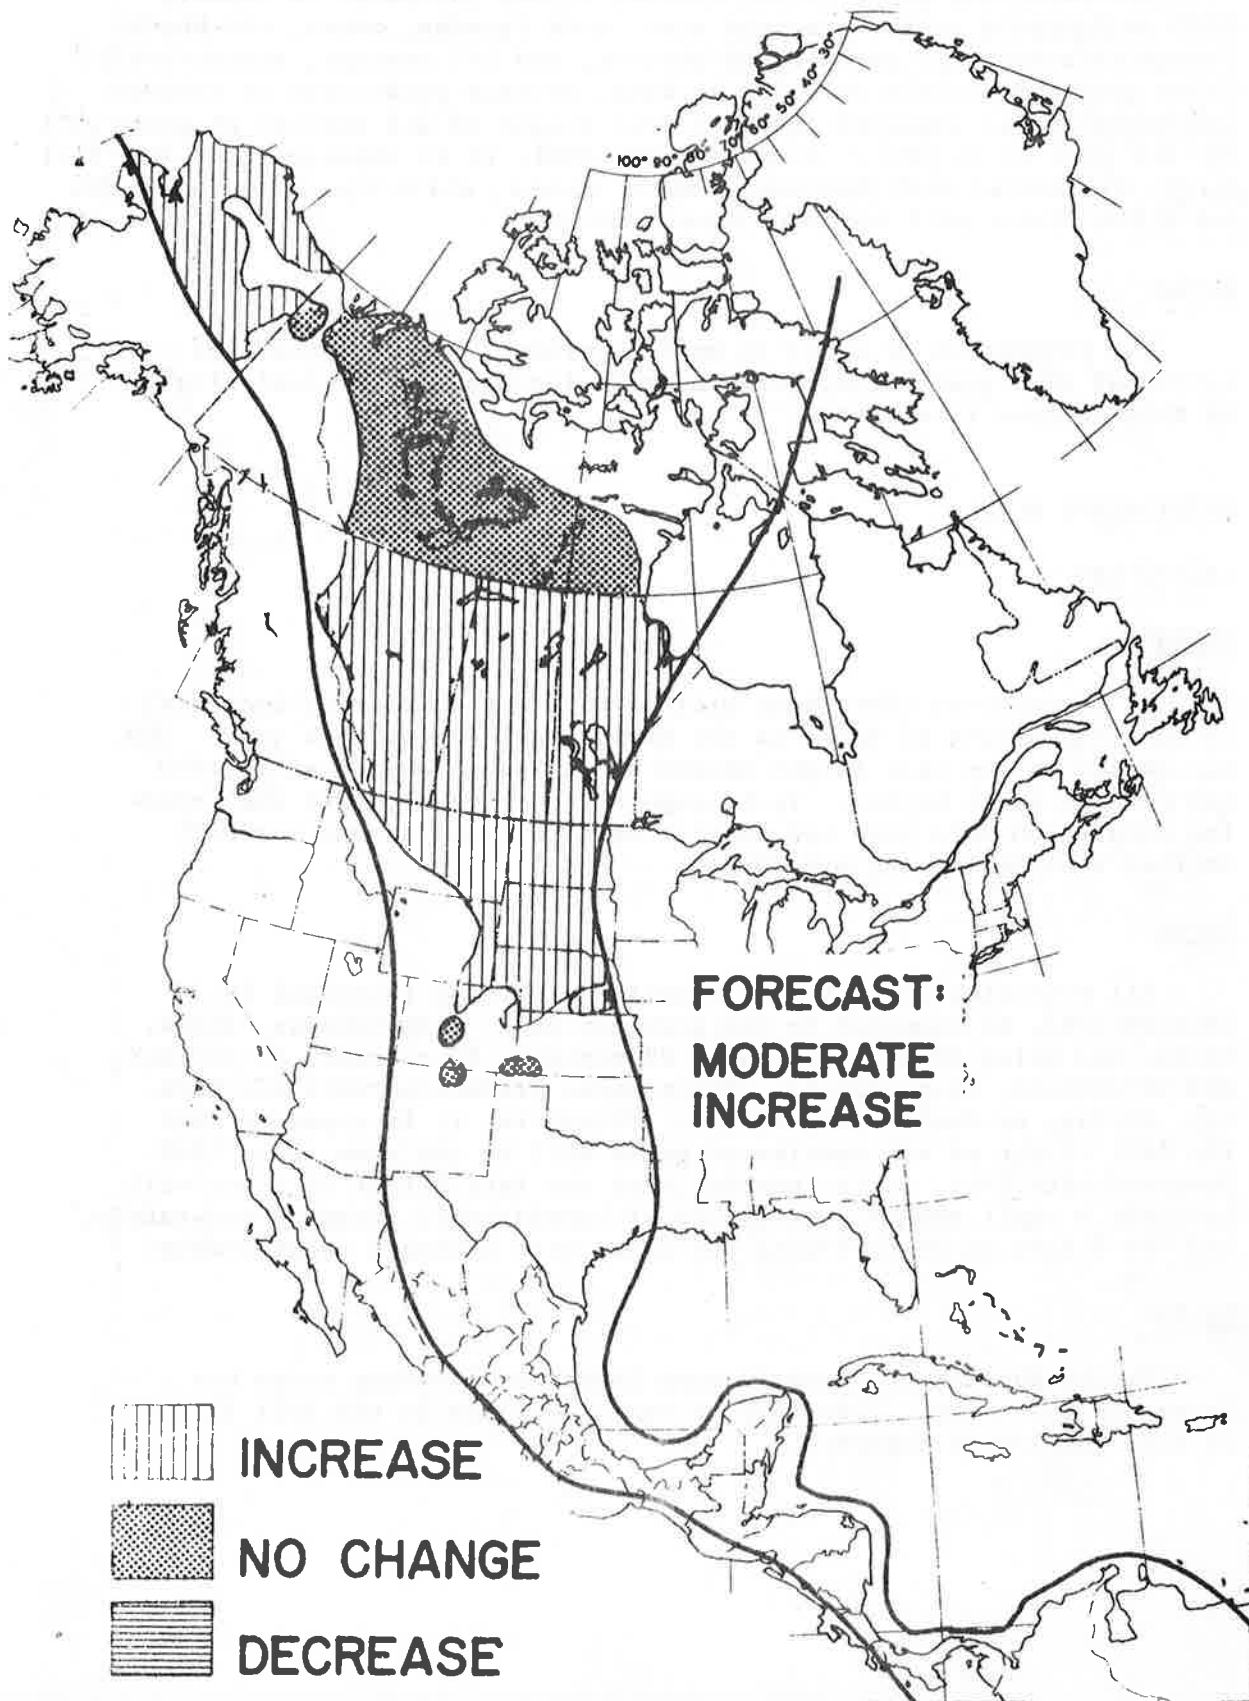 100° 90° 80° 70° 60° 50° 40° 30°
FORECAST:
MODERATE
INCREASE
INCREASE
NO CHANGE
DECREASE